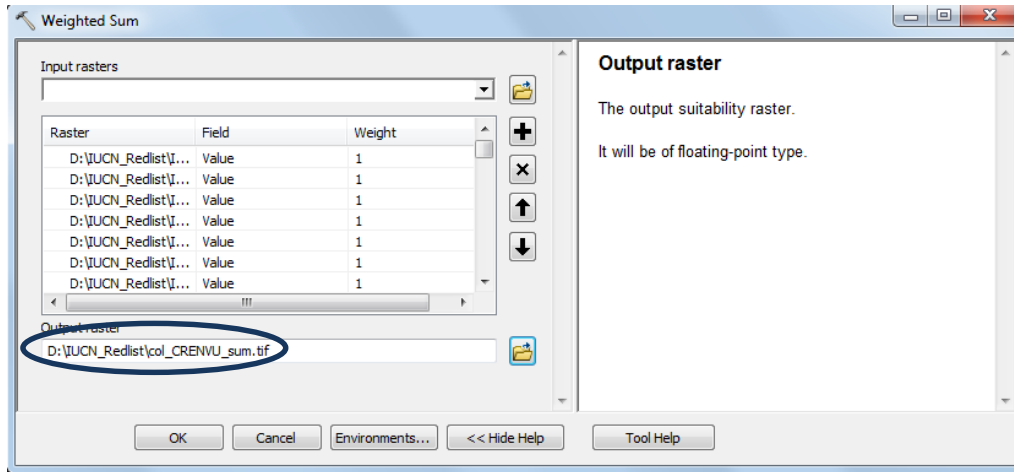 Weighted Sum
Input rasters
Raster Field Weight
D:\IUCN_Redlist\I... Value 1
D:\IUCN_Redlist\I... Value 1
D:\IUCN_Redlist\I... Value 1
D:\IUCN_Redlist\I... Value 1
D:\IUCN_Redlist\I... Value 1
D:\IUCN_Redlist\I... Value 1
D:\IUCN_Redlist\I... Value 1
Output raster
D:\IUCN_Redlist\col_CRENVU_sum.tif
OK Cancel Environments... << Hide Help
Output raster
The output suitability raster.
It will be of floating-point type.
Tool Help